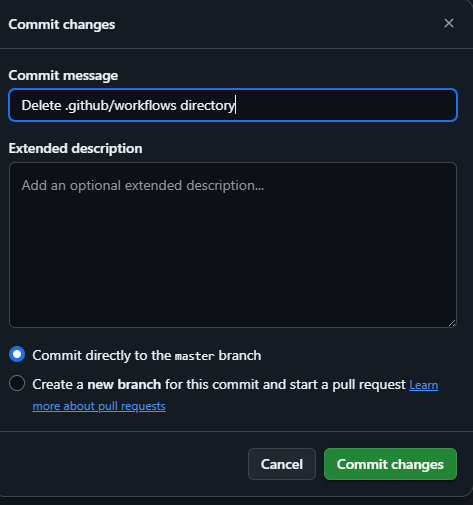 Commit changes
Commit message
Delete .github/workflows directory
Extended description
Add an optional extended description...
Commit directly to the master branch
Create a new branch for this commit and start a pull request Learn
more about pull requests
Cancel
Commit changes